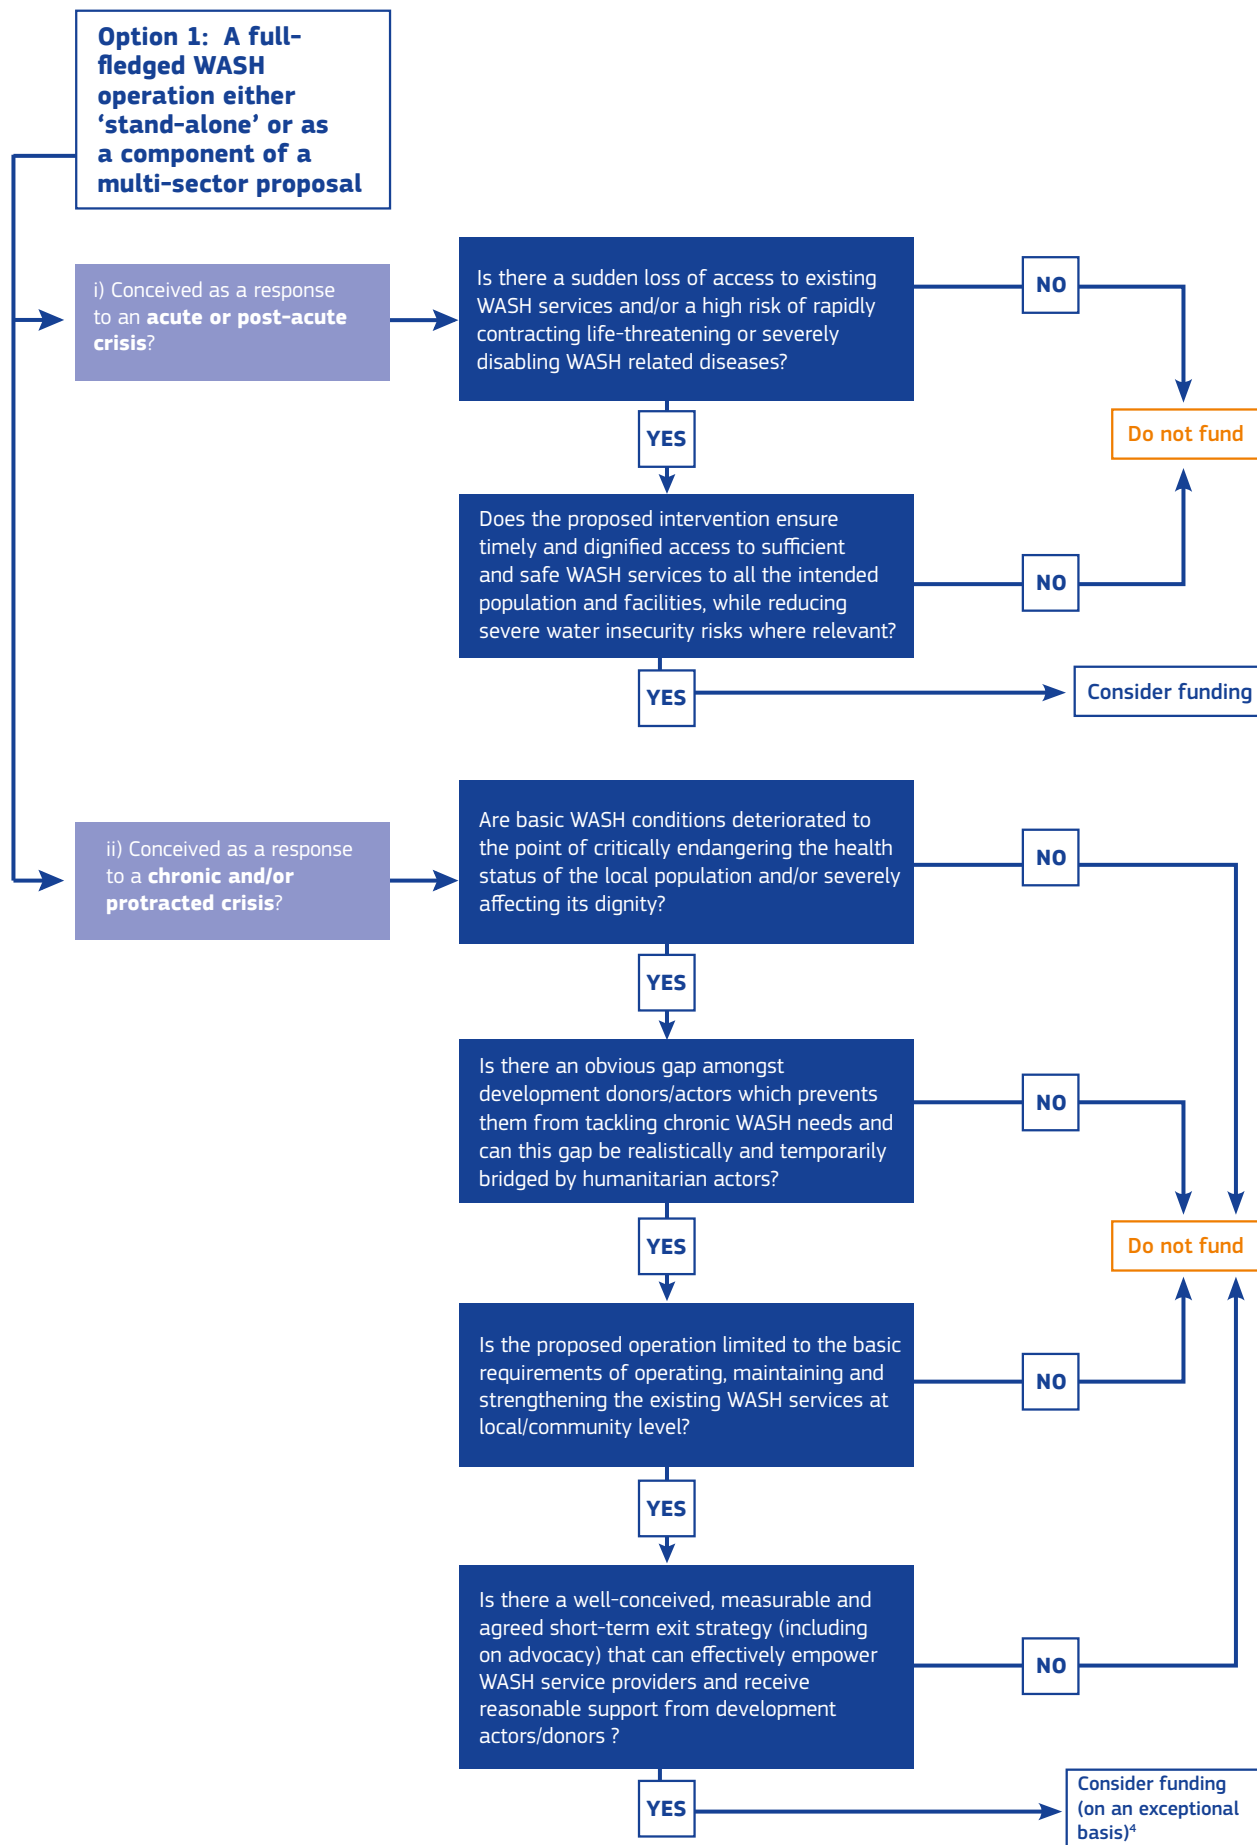 Option 1: A full-
fledged WASH
operation either
‘stand-alone’ or as
a component of a
multi-sector proposal
i) Conceived as a response
to an acute or post-acute
crisis?
Is there a sudden loss of access to existing
WASH services and/or a high risk of rapidly
contracting life-threatening or severely
disabling WASH related diseases?
NO
Do not fund
YES
Does the proposed intervention ensure
timely and dignified access to sufficient
and safe WASH services to all the intended
population and facilities, while reducing
severe water insecurity risks where relevant?
NO
YES
Consider funding
ii) Conceived as a response
to a chronic and/or
protracted crisis?
Are basic WASH conditions deteriorated to
the point of critically endangering the health
status of the local population and/or severely
affecting its dignity?
NO
YES
Is there an obvious gap amongst
development donors/actors which prevents
them from tackling chronic WASH needs and
can this gap be realistically and temporarily
bridged by humanitarian actors?
NO
YES
Do not fund
Is the proposed operation limited to the basic
requirements of operating, maintaining and
strengthening the existing WASH services at
local/community level?
NO
YES
Is there a well-conceived, measurable and
agreed short-term exit strategy (including
on advocacy) that can effectively empower
WASH service providers and receive
reasonable support from development
actors/donors ?
NO
YES
Consider funding
(on an exceptional
basis)⁴